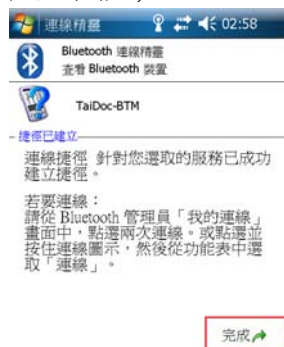 連線精靈 02:58
Bluetooth 連線精靈
查看 Bluetooth 裝置
TaiDoc-BTM
捷徑已建立
連線捷徑 針對您選取的服務已成功
建立捷徑。
若要連線：
請從 Bluetooth 管理員「我的連線」
畫面中，點選兩次連線。或點選並
按住連線圖示，然後從功能表中選
取「連線」。
完成